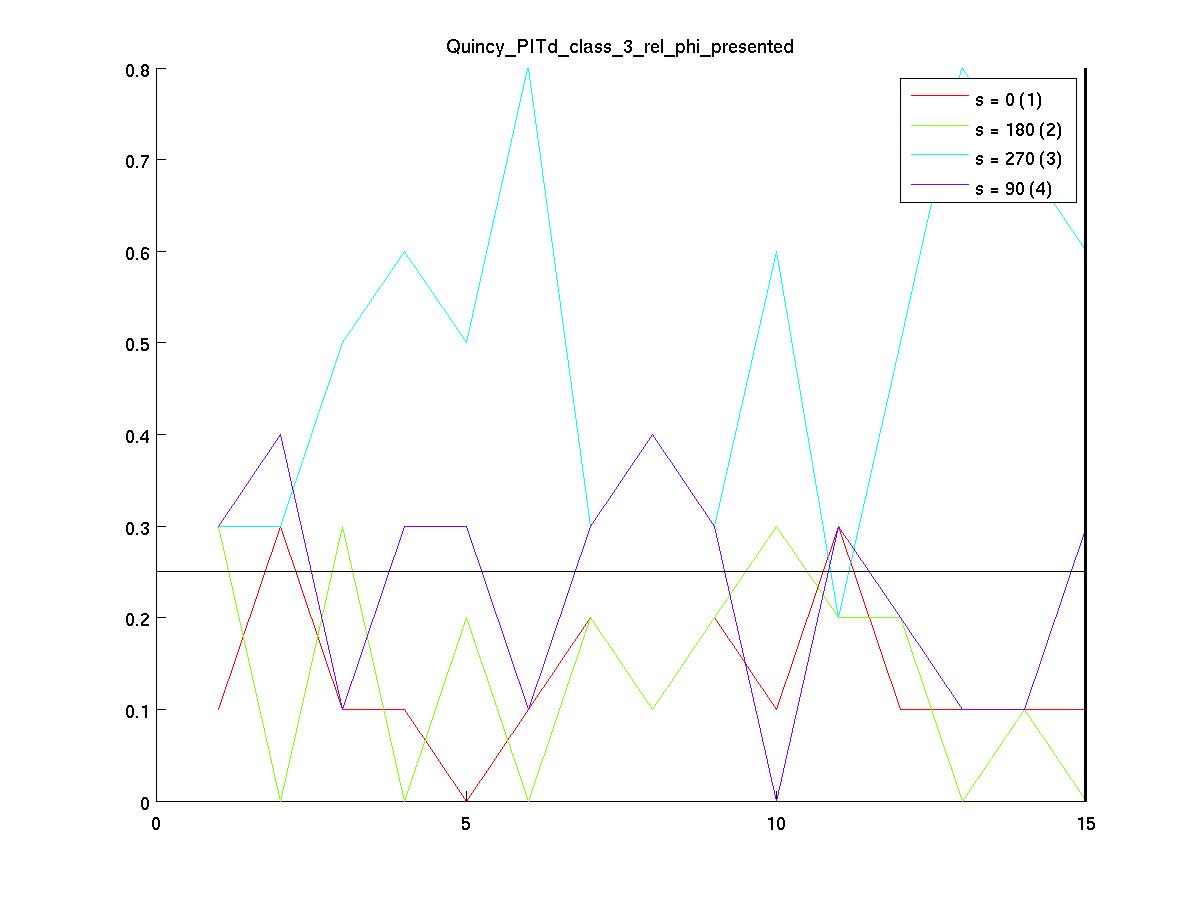 Quincy_PITd_class_3_rel_phi_presented
0.8
0.7
0.6
0.5
0.4
0.3
0.2
0.1
0
0 5 10 15
s = 0 (1)
s = 180 (2)
s = 270 (3)
s = 90 (4)